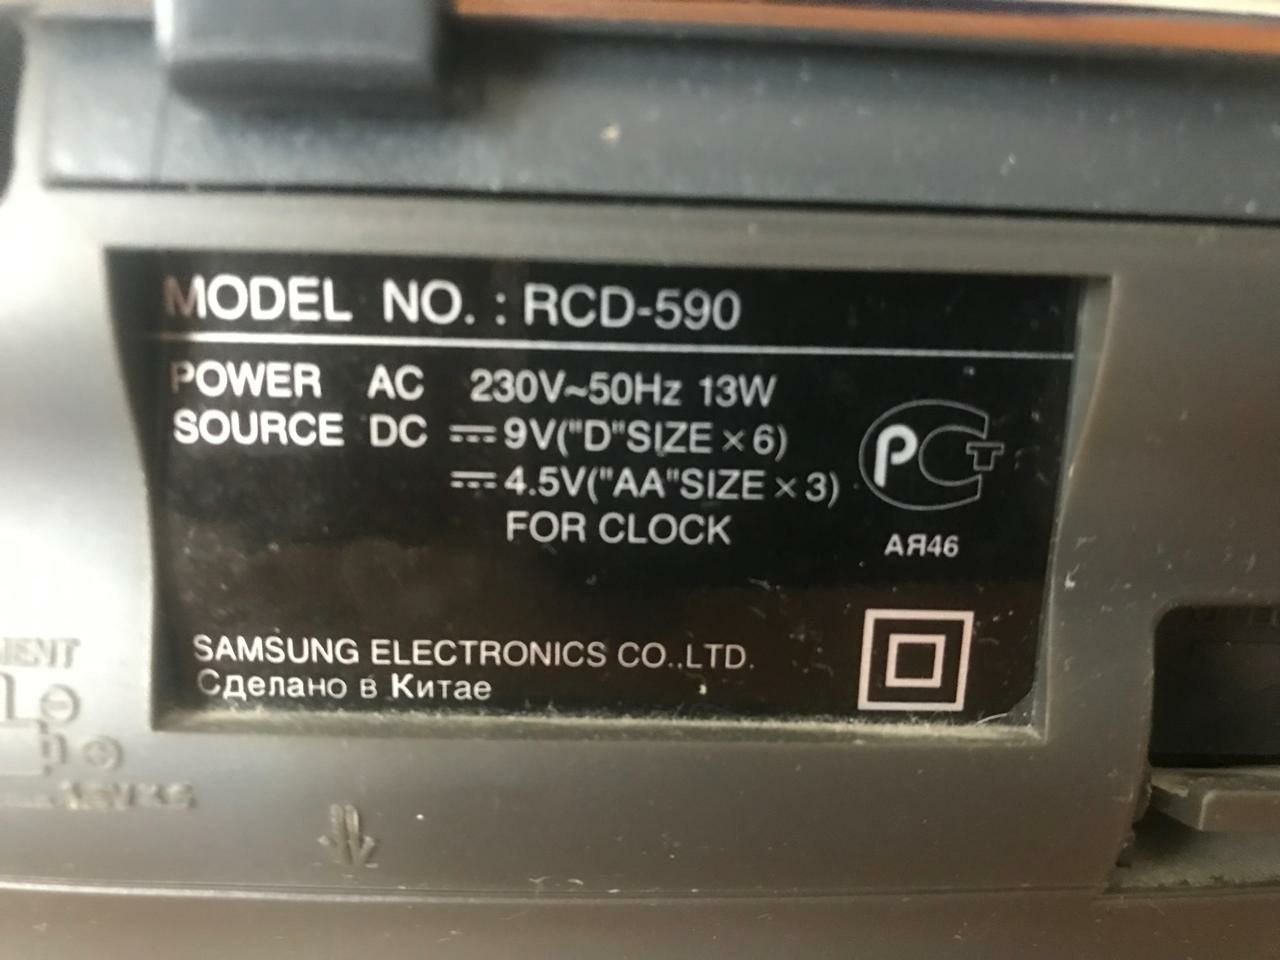 MODEL NO. : RCD-590
POWER AC 230V~50Hz 13W
SOURCE DC ⎓ 9V("D"SIZE × 6)
⎓ 4.5V("AA"SIZE × 3)
FOR CLOCK
РСТ
АЯ46
SAMSUNG ELECTRONICS CO.,LTD.
Сделано в Китае